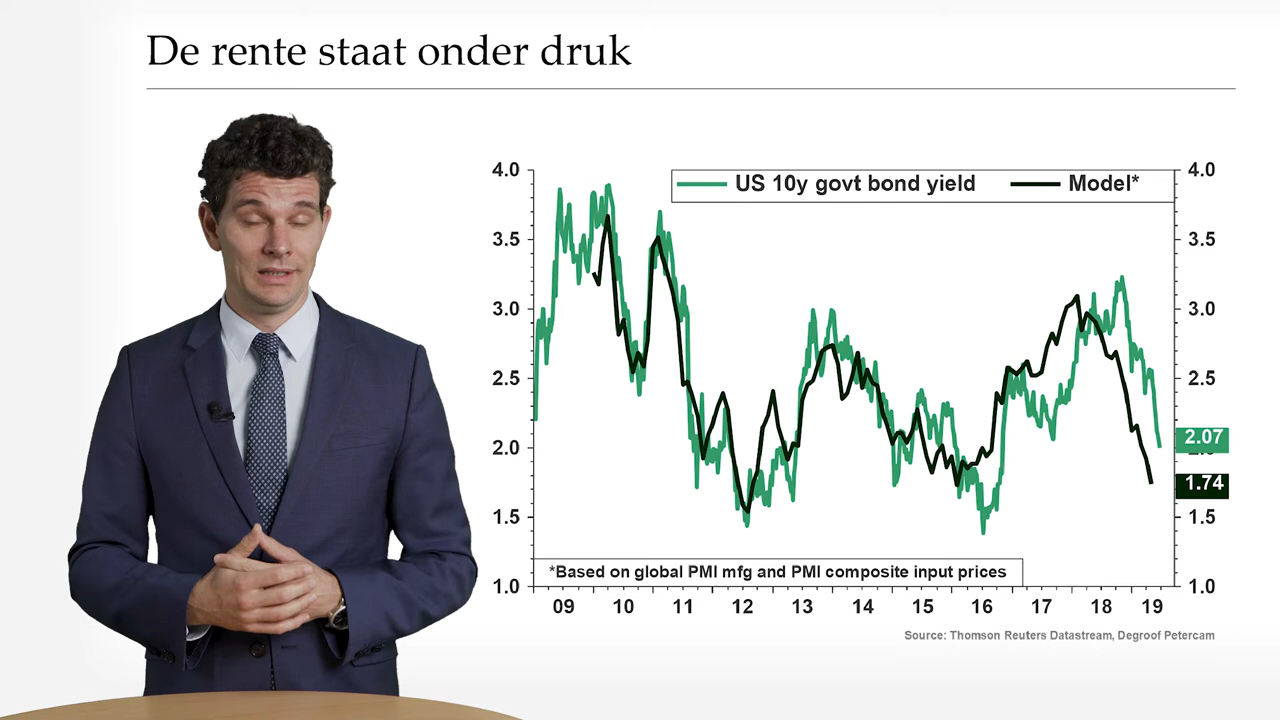 De rente staat onder druk
US 10y govt bond yield
Model*
4.0
3.5
3.0
2.5
2.0
1.5
1.0
4.0
3.5
3.0
2.5
2.07
1.74
1.5
1.0
*Based on global PMI mfg and PMI composite input prices
09 10 11 12 13 14 15 16 17 18 19
Source: Thomson Reuters Datastream, Degroof Petercam